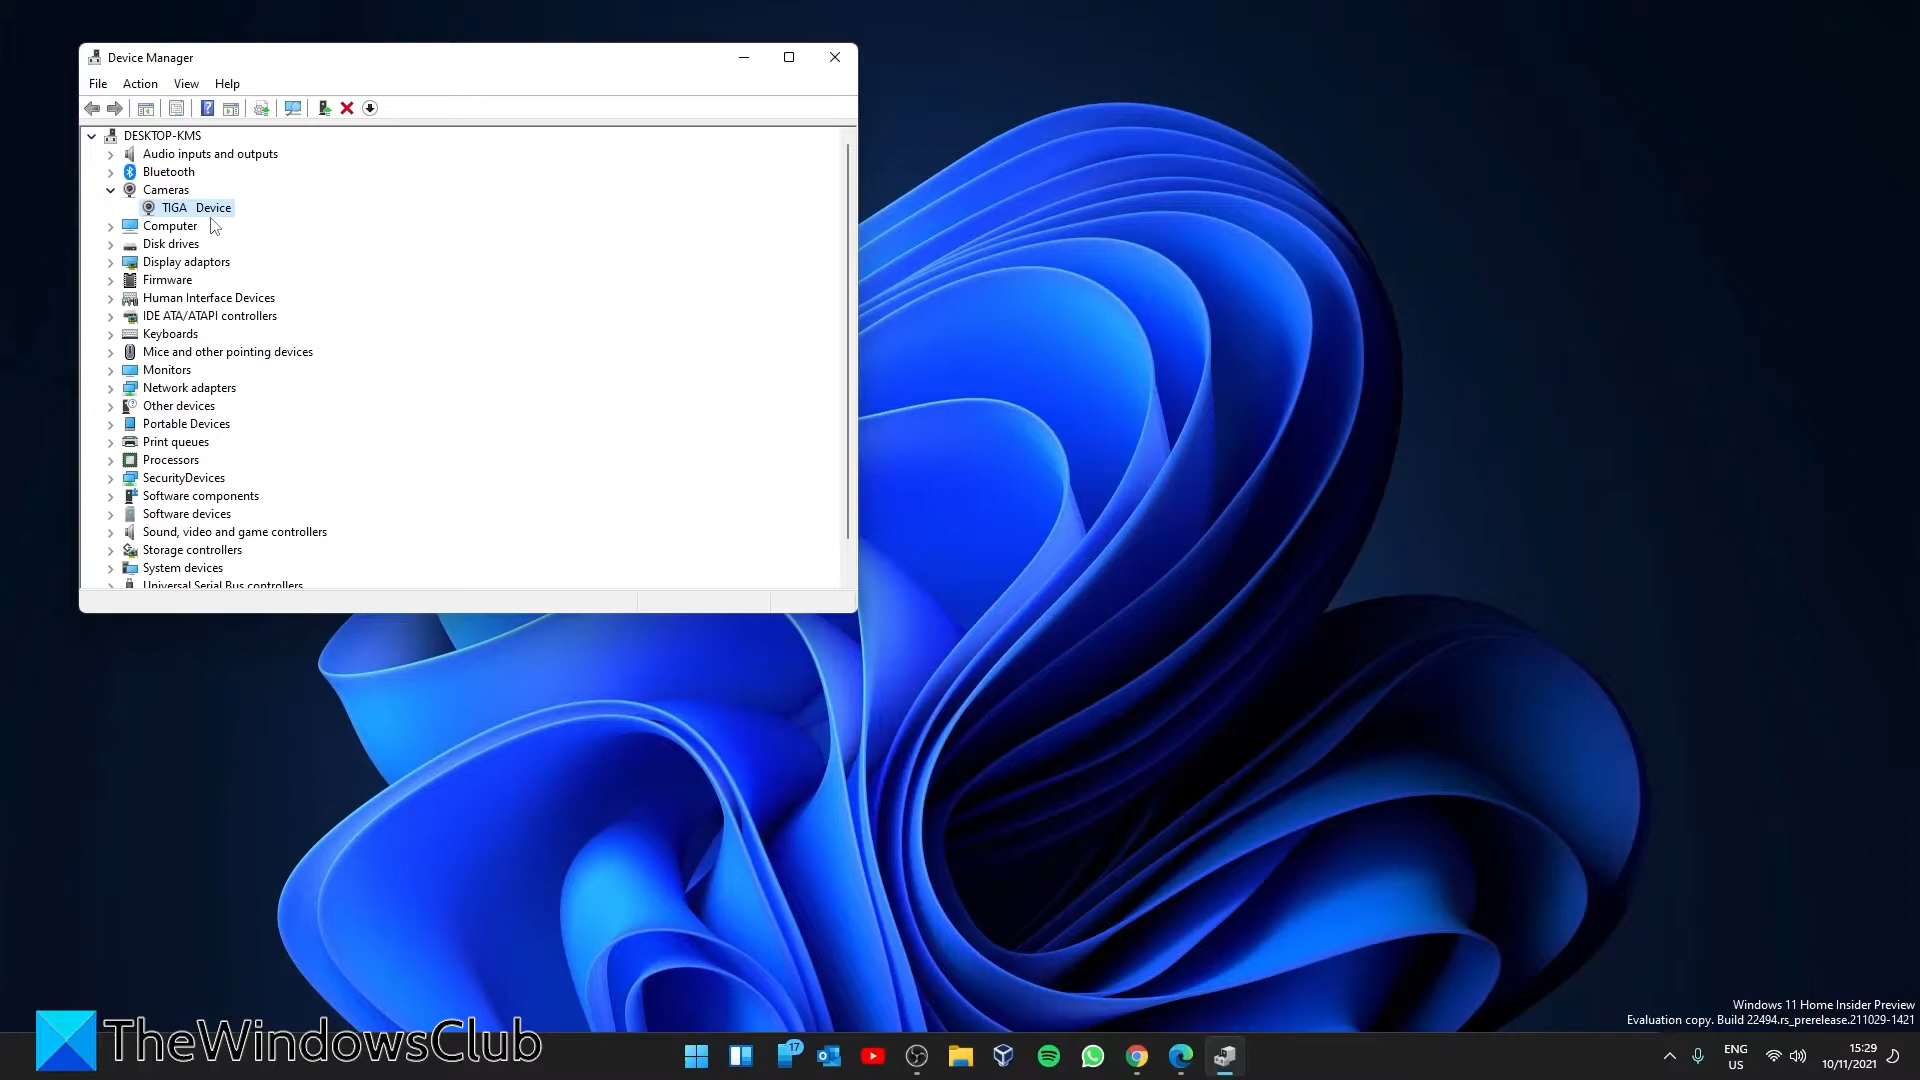 Device Manager
File Action View Help
DESKTOP-KMS
Audio inputs and outputs
Bluetooth
Cameras
TIGA Device
Computer
Disk drives
Display adaptors
Firmware
Human Interface Devices
IDE ATA/ATAPI controllers
Keyboards
Mice and other pointing devices
Monitors
Network adapters
Other devices
Portable Devices
Print queues
Processors
SecurityDevices
Software components
Software devices
Sound, video and game controllers
Storage controllers
System devices
Universal Serial Bus controllers
Windows 11 Home Insider Preview
Evaluation copy. Build 22494.rs_prerelease.211029-1421
TheWindowsClub
17
ENG
US
15:29
10/11/2021